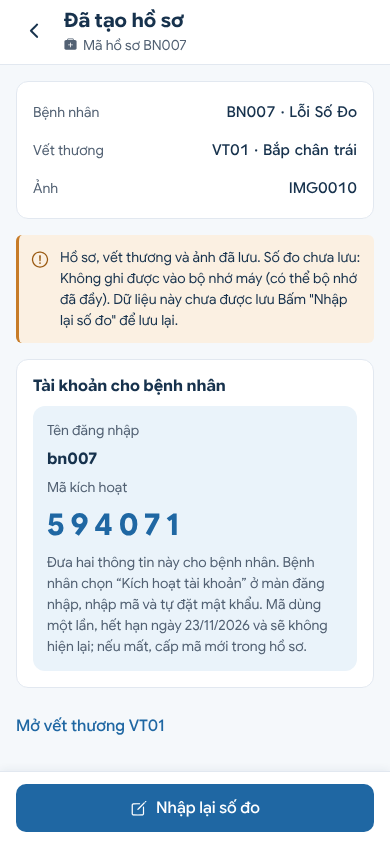 Đã tạo hồ sơ
Mã hồ sơ BN007
Bệnh nhân BN007 · Lỗi Số Đo
Vết thương VT01 · Bắp chân trái
Ảnh IMG0010
Hồ sơ, vết thương và ảnh đã lưu. Số đo chưa lưu:
Không ghi được vào bộ nhớ máy (có thể bộ nhớ
đã đầy). Dữ liệu này chưa được lưu Bấm "Nhập
lại số đo" để lưu lại.
Tài khoản cho bệnh nhân
Tên đăng nhập
bn007
Mã kích hoạt
594071
Đưa hai thông tin này cho bệnh nhân. Bệnh
nhân chọn “Kích hoạt tài khoản” ở màn đăng
nhập, nhập mã và tự đặt mật khẩu. Mã dùng
một lần, hết hạn ngày 23/11/2026 và sẽ không
hiện lại; nếu mất, cấp mã mới trong hồ sơ.
Mở vết thương VT01
Nhập lại số đo